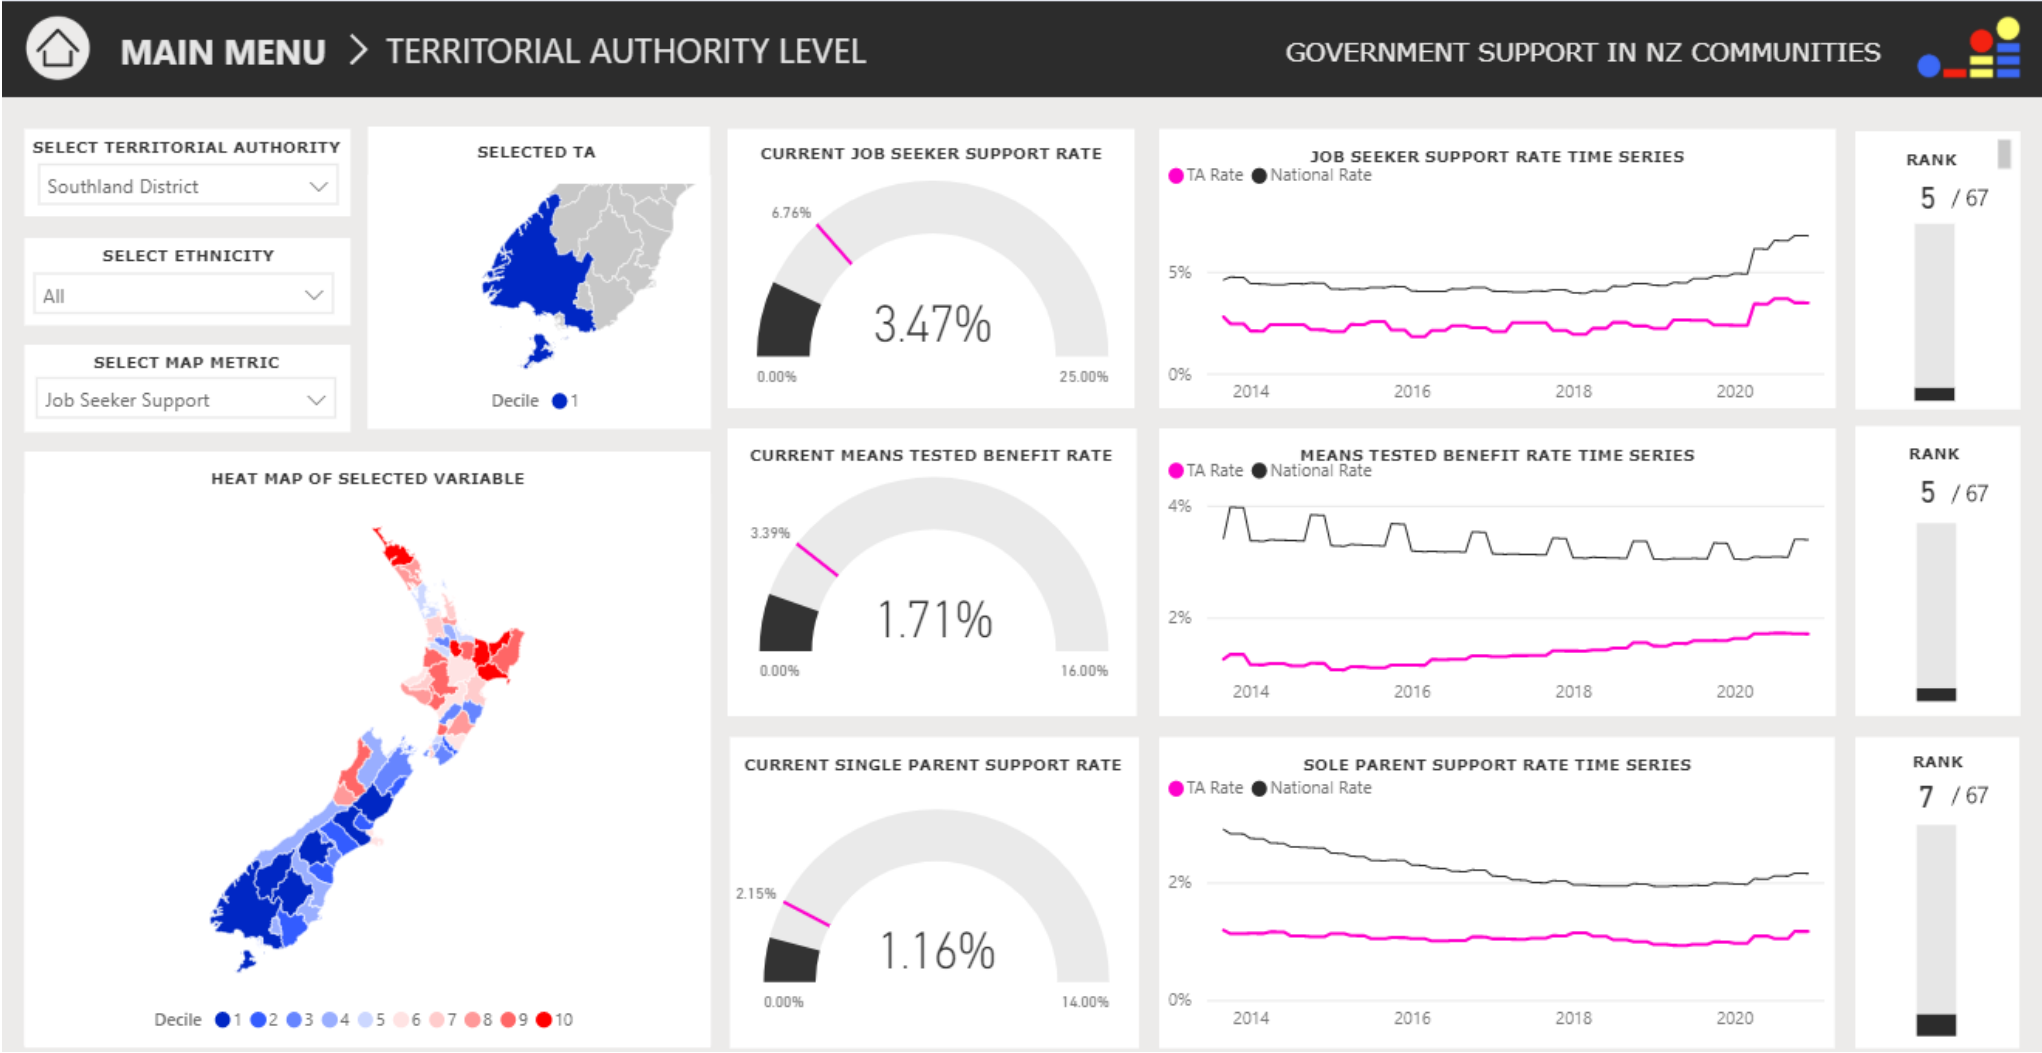 MAIN MENU > TERRITORIAL AUTHORITY LEVEL
GOVERNMENT SUPPORT IN NZ COMMUNITIES
SELECT TERRITORIAL AUTHORITY
Southland District
SELECT ETHNICITY
All
SELECT MAP METRIC
Job Seeker Support
SELECTED TA
Decile 1
HEAT MAP OF SELECTED VARIABLE
Decile 1 2 3 4 5 6 7 8 9 10
CURRENT JOB SEEKER SUPPORT RATE
6.76%
3.47%
0.00% 25.00%
JOB SEEKER SUPPORT RATE TIME SERIES
TA Rate National Rate
5%
0%
2014 2016 2018 2020
RANK
5 / 67
CURRENT MEANS TESTED BENEFIT RATE
3.39%
1.71%
0.00% 16.00%
MEANS TESTED BENEFIT RATE TIME SERIES
TA Rate National Rate
4%
2%
2014 2016 2018 2020
RANK
5 / 67
CURRENT SINGLE PARENT SUPPORT RATE
2.15%
1.16%
0.00% 14.00%
SOLE PARENT SUPPORT RATE TIME SERIES
TA Rate National Rate
2%
0%
2014 2016 2018 2020
RANK
7 / 67